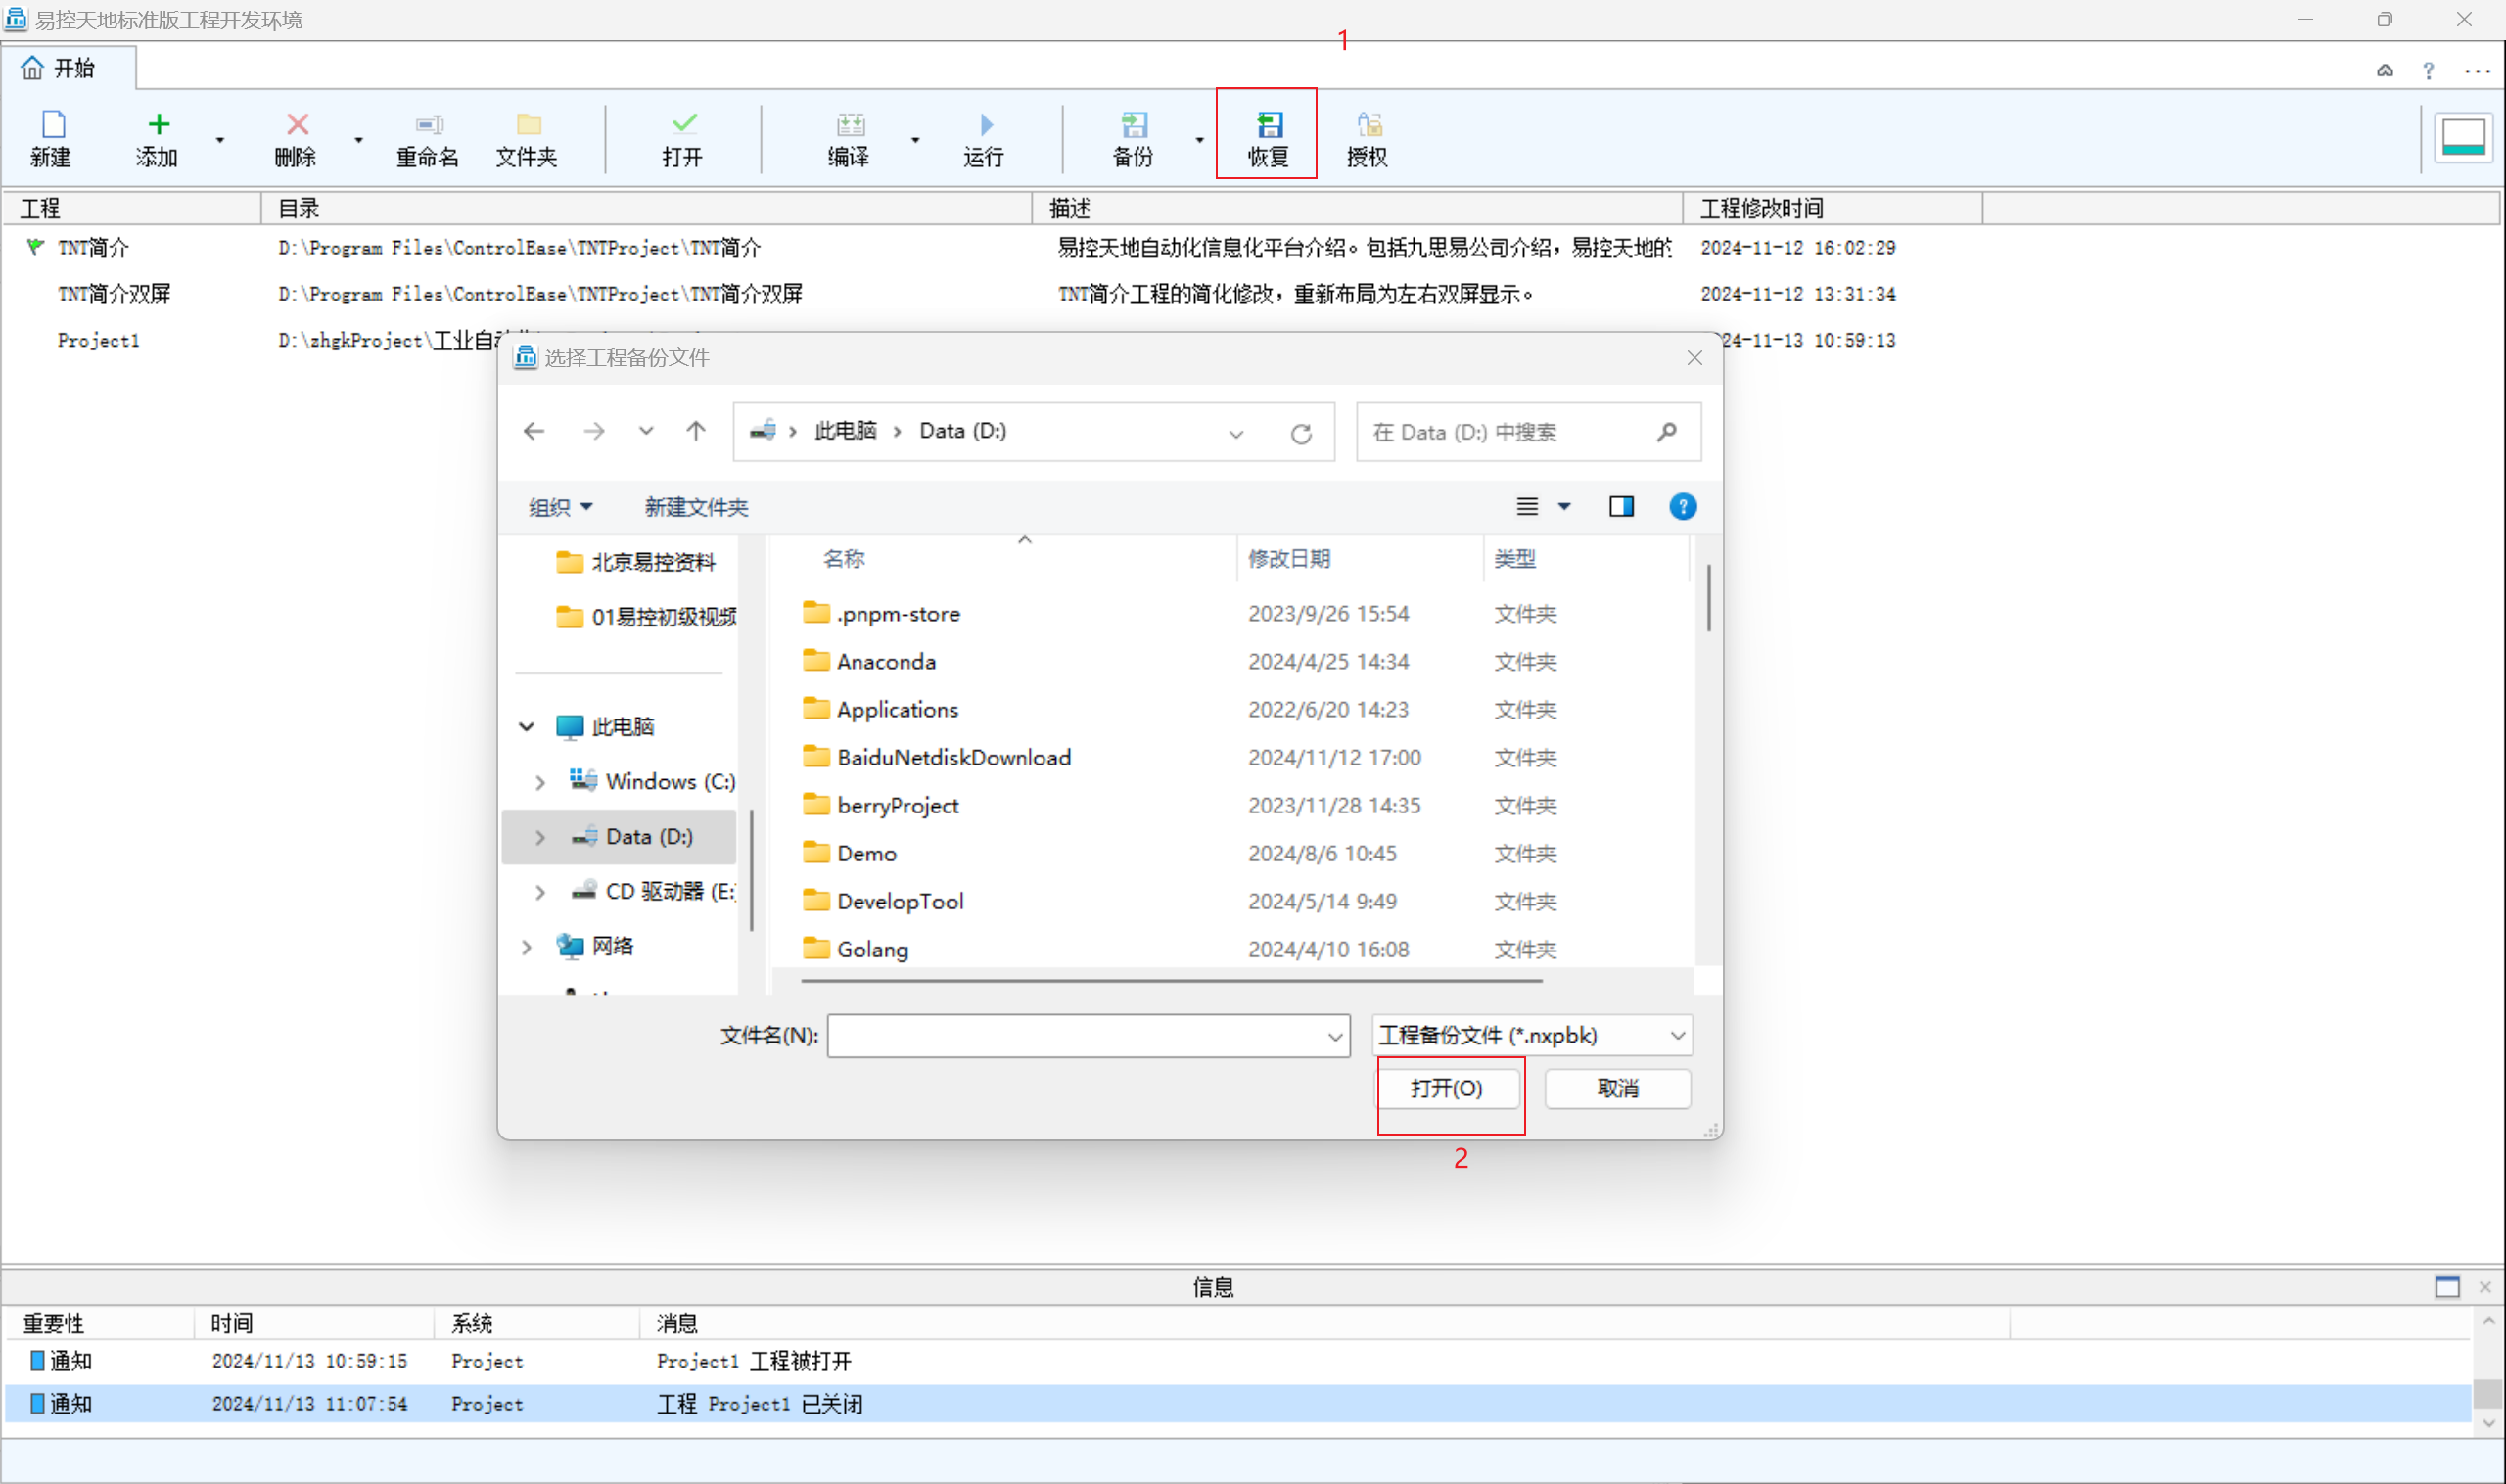 易控天地标准版工程开发环境
1
开始
新建 添加 删除 重命名 文件夹 打开 编译 运行 备份 恢复 授权
工程 目录 描述 工程修改时间
TNT简介 D:\Program Files\ControlBase\TNTProject\TNT简介 易控天地自动化信息化平台介绍。包括九思易公司介绍，易控天地的 2024-11-12 16:02:29
TNT简介双屏 D:\Program Files\ControlBase\TNTProject\TNT简介双屏 TNT简介工程的简化修改，重新布局为左右双屏显示。 2024-11-12 13:31:34
Project1 D:\zhgkProject\工业自 24-11-13 10:59:13
选择工程备份文件
此电脑 › Data (D:) 在 Data (D:) 中搜索
组织 新建文件夹
北京易控资料
01易控初级视频
此电脑
Windows (C:)
Data (D:)
CD 驱动器 (E:
网络
名称 修改日期 类型
.pnpm-store 2023/9/26 15:54 文件夹
Anaconda 2024/4/25 14:34 文件夹
Applications 2022/6/20 14:23 文件夹
BaiduNetdiskDownload 2024/11/12 17:00 文件夹
berryProject 2023/11/28 14:35 文件夹
Demo 2024/8/6 10:45 文件夹
DevelopTool 2024/5/14 9:49 文件夹
Golang 2024/4/10 16:08 文件夹
文件名(N): 工程备份文件 (*.nxpbk)
打开(O) 取消
2
信息
重要性 时间 系统 消息
通知 2024/11/13 10:59:15 Project Project1 工程被打开
通知 2024/11/13 11:07:54 Project 工程 Project1 已关闭